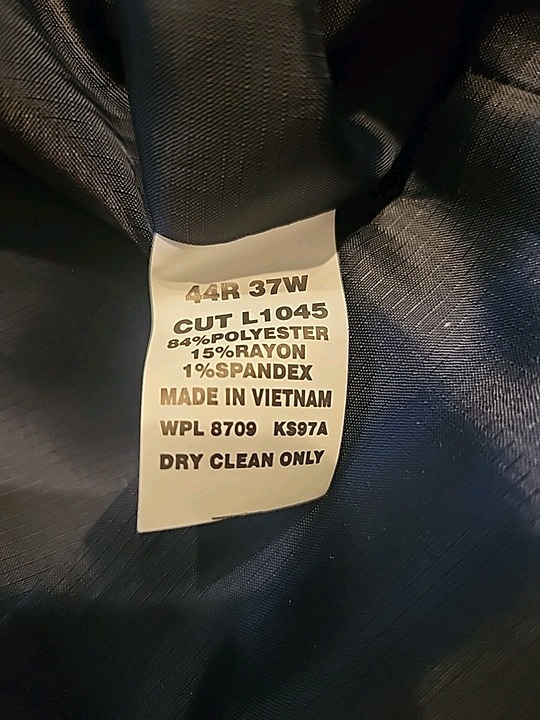 44R 37W
CUT L1045
84%POLYESTER
15%RAYON
1%SPANDEX
MADE IN VIETNAM
WPL 8709 KS97A
DRY CLEAN ONLY